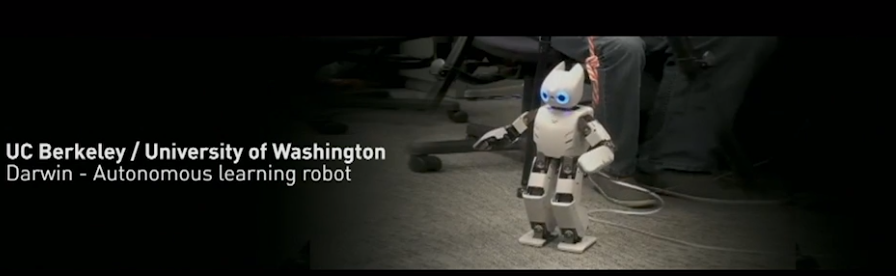 UC Berkeley / University of Washington
Darwin - Autonomous learning robot